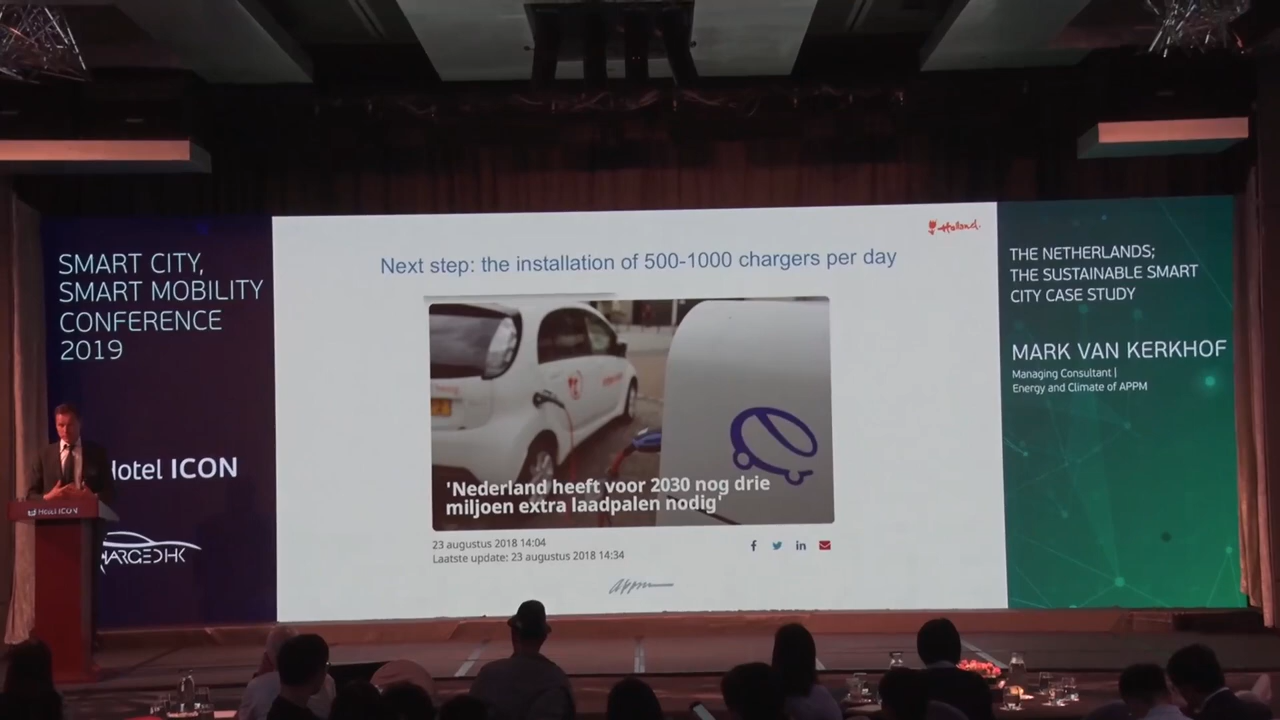 SMART CITY,
SMART MOBILITY
CONFERENCE
2019
Hotel ICON
Hotel ICON
Holland.
Next step: the installation of 500-1000 chargers per day
'Nederland heeft voor 2030 nog drie
miljoen extra laadpalen nodig'
23 augustus 2018 14:04
Laatste update: 23 augustus 2018 14:34
f
in
appm
THE NETHERLANDS;
THE SUSTAINABLE SMART
CITY CASE STUDY
MARK VAN KERKHOF
Managing Consultant |
Energy and Climate of APPM